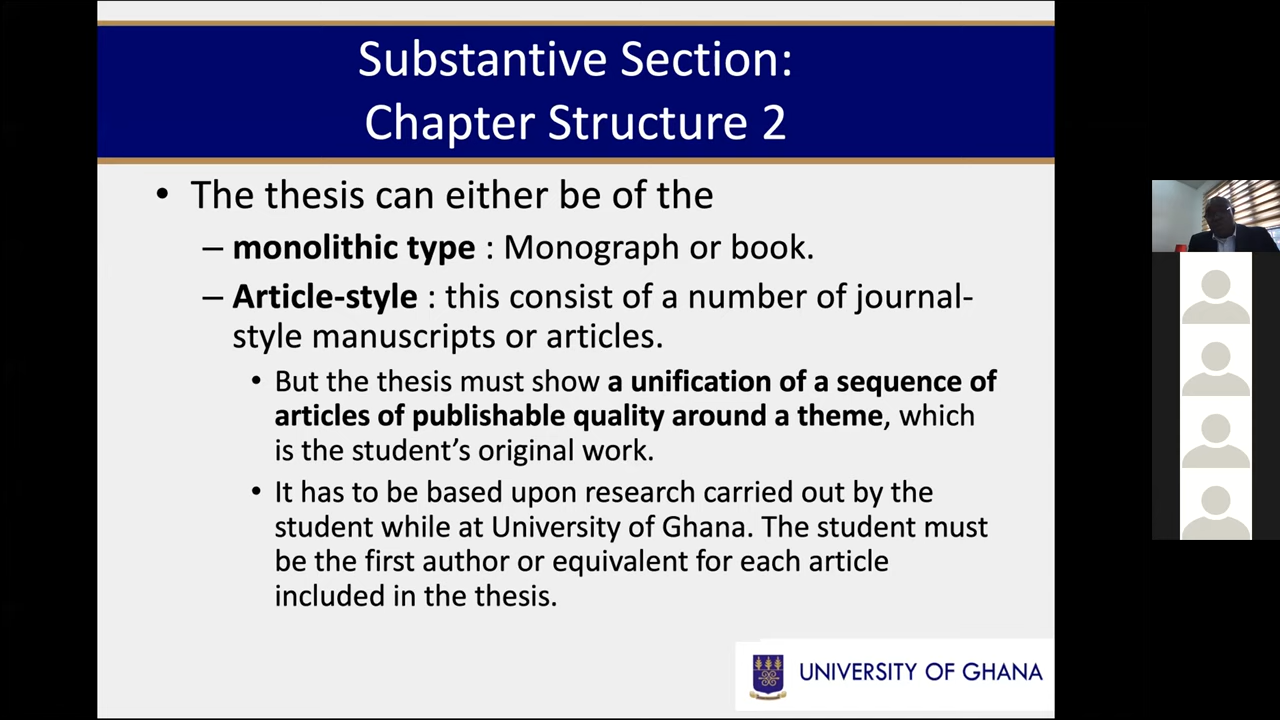 Substantive Section:
Chapter Structure 2
• The thesis can either be of the
– monolithic type : Monograph or book.
– Article-style : this consist of a number of journal-
style manuscripts or articles.
• But the thesis must show a unification of a sequence of
articles of publishable quality around a theme, which
is the student’s original work.
• It has to be based upon research carried out by the
student while at University of Ghana. The student must
be the first author or equivalent for each article
included in the thesis.
UNIVERSITY OF GHANA